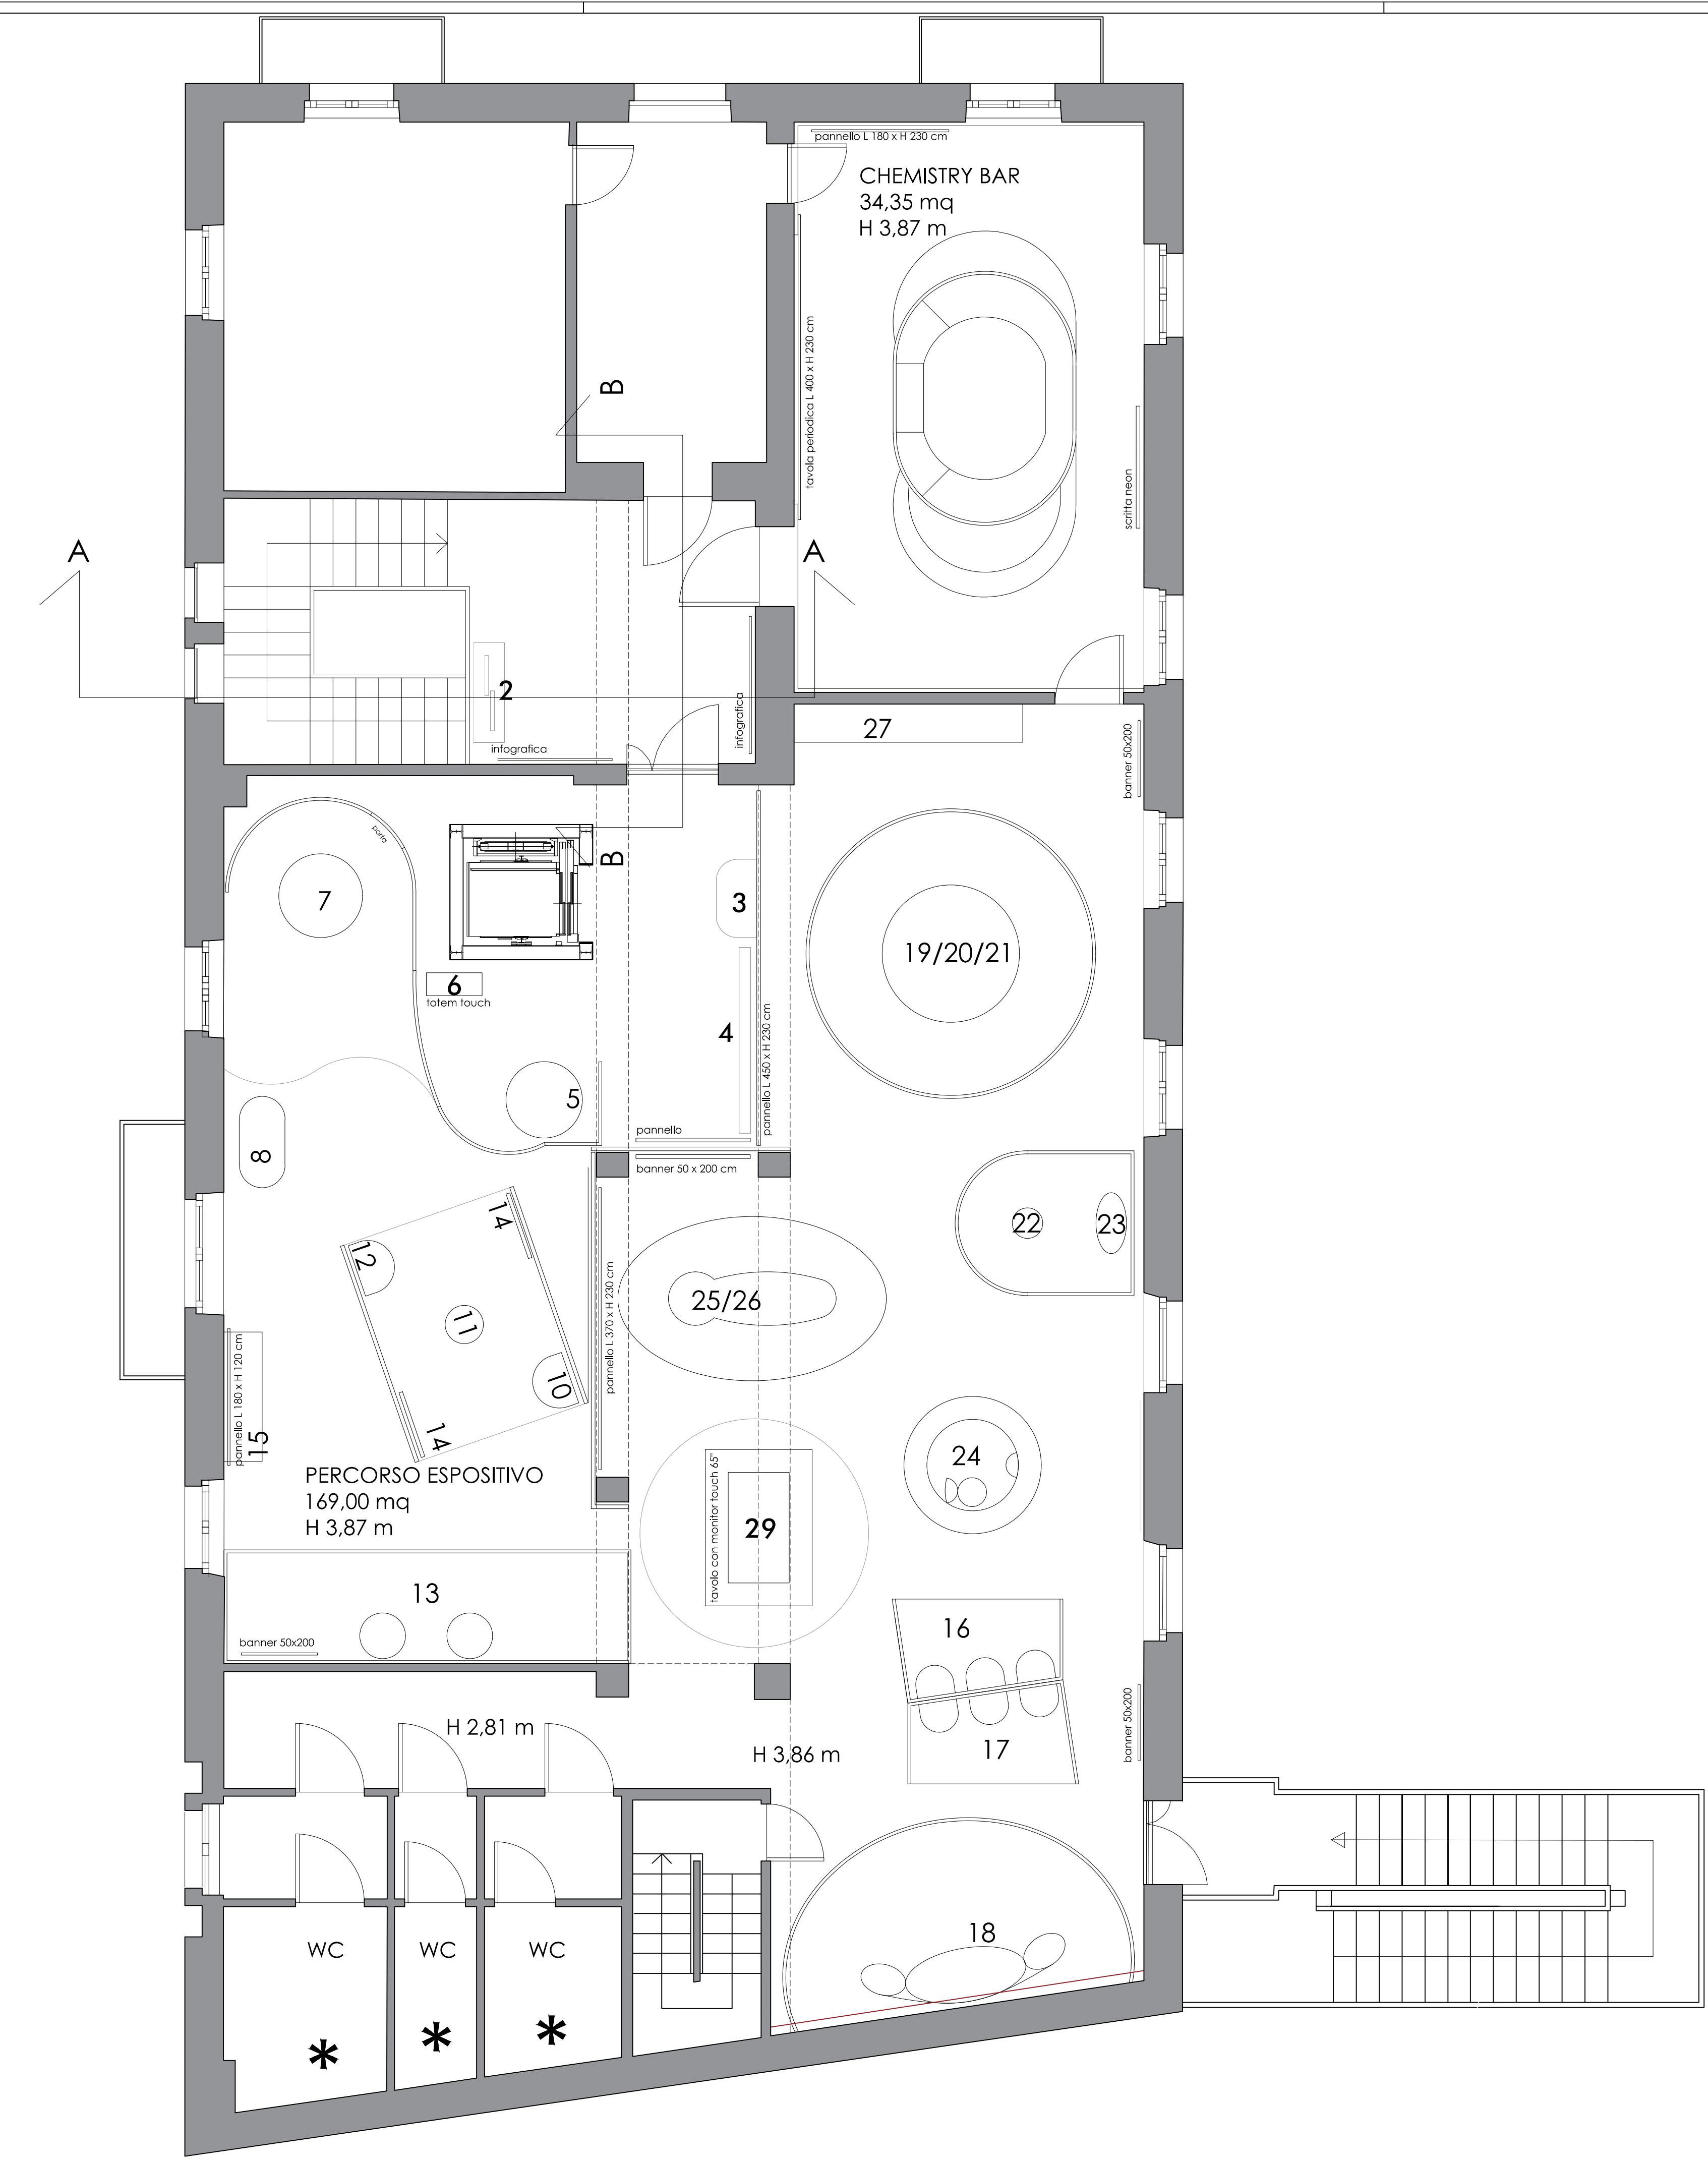 pannello L 180 x H 230 cm
CHEMISTRY BAR
34,35 mq
H 3,87 m
tavola periodica L 400 x H 230 cm
B
scritta neon
A
A
2
infografica
infografica
27
banner 50x200
porta
B
7
3
19/20/21
6
totem touch
4
pannello L 450 x H 230 cm
5
pannello
8
banner 50 x 200 cm
14
22
23
12
25/26
11
pannello L 370 x H 230 cm
10
pannello L 180 x H 120 cm
15
14
24
PERCORSO ESPOSITIVO
169,00 mq
H 3,87 m
tavolo con monitor touch 65"
29
13
16
banner 50x200
banner 50x200
H 2,81 m
17
H 3,86 m
18
WC
WC
WC
*
*
*